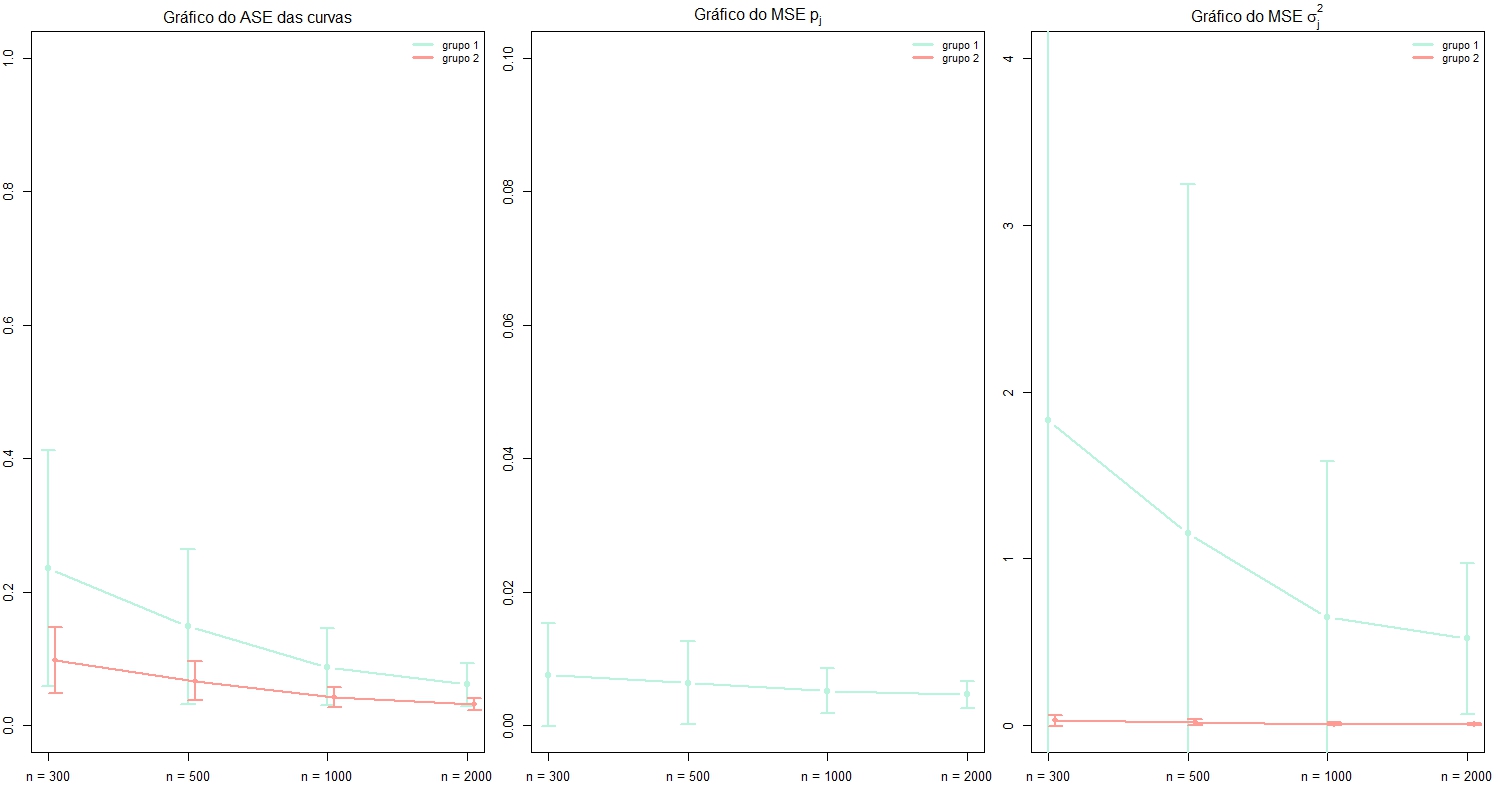 Gráfico do ASE das curvas
grupo 1
grupo 2
1.0
0.8
0.6
0.4
0.2
0.0
n = 300
n = 500
n = 1000
n = 2000
Gráfico do MSE pj
grupo 1
grupo 2
0.10
0.08
0.06
0.04
0.02
0.00
n = 300
n = 500
n = 1000
n = 2000
Gráfico do MSE σj²
grupo 1
grupo 2
4
3
2
1
0
n = 300
n = 500
n = 1000
n = 2000